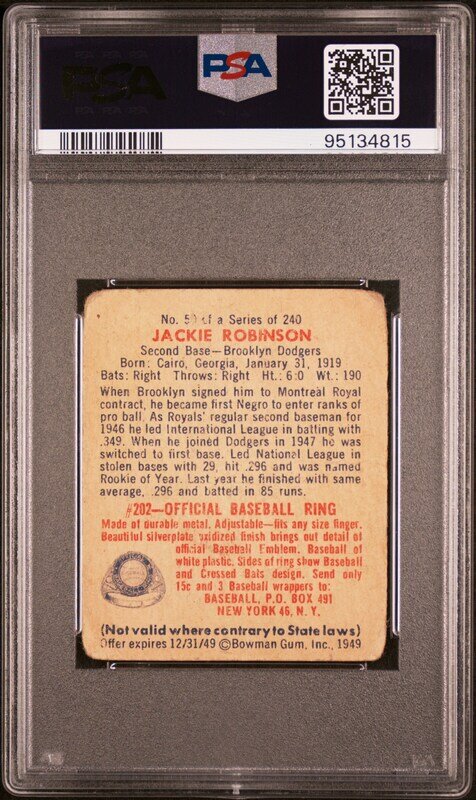 PSA
PSA
95134815
No. 50 of a Series of 240
JACKIE ROBINSON
Second Base—Brooklyn Dodgers
Born: Cairo, Georgia, January 31, 1919
Bats: Right Throws: Right Ht.: 6:0 Wt.: 190
When Brooklyn signed him to Montreal Royal
contract, he became first Negro to enter ranks of
pro ball. As Royals' regular second baseman for
1946 he led International League in batting with
.349. When he joined Dodgers in 1947 he was
switched to first base. Led National League in
stolen bases with 29, hit .296 and was named
Rookie of Year. Last year he finished with same
average, .296 and batted in 85 runs.
#202—OFFICIAL BASEBALL RING
Made of durable metal. Adjustable—fits any size finger.
Beautiful silverplate oxidized finish brings out detail of
official Baseball Emblem. Baseball of
white plastic. Sides of ring show Baseball
and Crossed Bats design. Send only
15c and 3 Baseball wrappers to:
BASEBALL, P.O. BOX 491
NEW YORK 46, N. Y.
(Not valid where contrary to State laws)
Offer expires 12/31/49 ©Bowman Gum, Inc., 1949
PSA